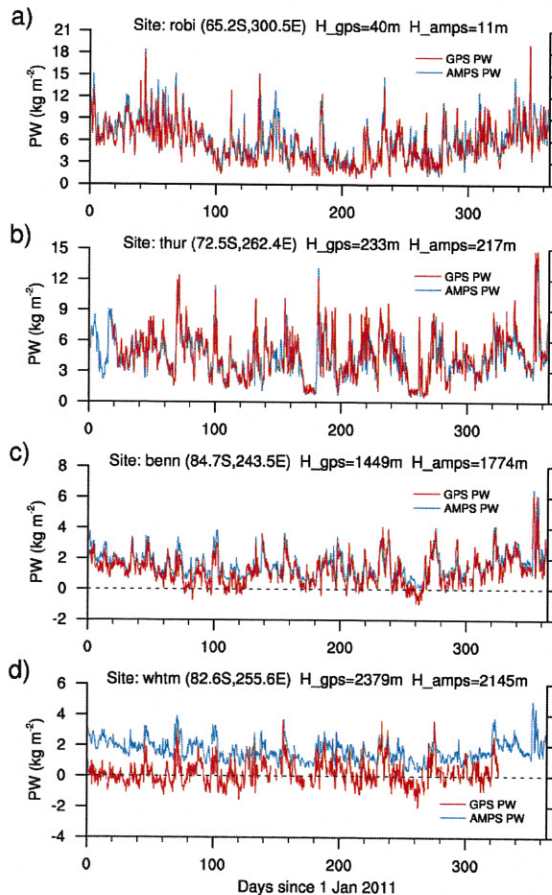 a)
Site: robi (65.2S,300.5E) H_gps=40m H_amps=11m
PW (kg m-2)
21
18
15
12
9
6
3
0
GPS PW
AMPS PW
0 100 200 300
b)
Site: thur (72.5S,262.4E) H_gps=233m H_amps=217m
PW (kg m-2)
15
12
9
6
3
0
GPS PW
AMPS PW
0 100 200 300
c)
Site: benn (84.7S,243.5E) H_gps=1449m H_amps=1774m
PW (kg m-2)
8
6
4
2
0
-2
GPS PW
AMPS PW
0 100 200 300
d)
Site: whtm (82.6S,255.6E) H_gps=2379m H_amps=2145m
PW (kg m-2)
6
4
2
0
-2
-4
GPS PW
AMPS PW
0 100 200 300
Days since 1 Jan 2011